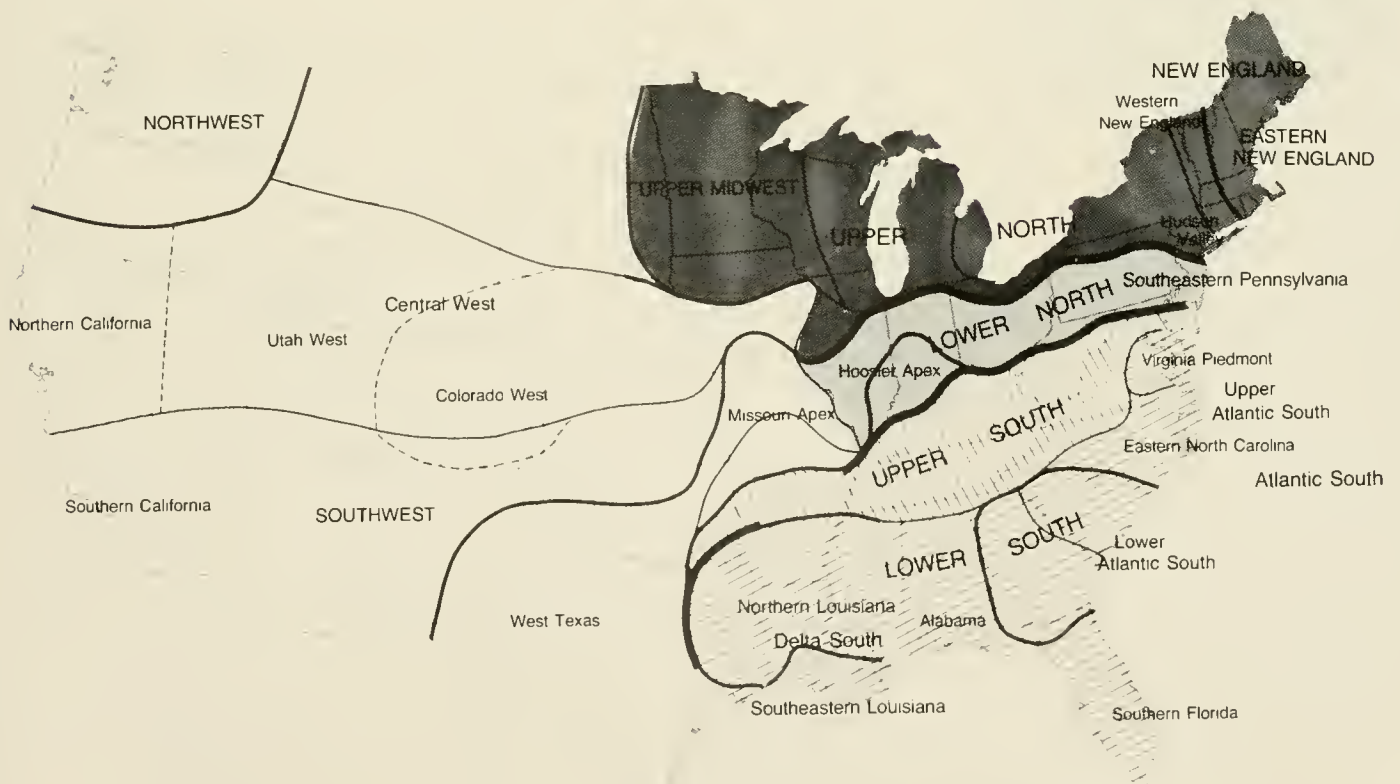 NEW ENGLAND
Western
New England
EASTERN
NEW ENGLAND
NORTHWEST
UPPER MIDWEST
UPPER
NORTH
Hudson
Valley
Southeastern Pennsylvania
Central West
Northern California
Utah West
LOWER
NORTH
Hoosier Apex
Virginia Piedmont
Colorado West
Missouri Apex
Upper
Atlantic South
UPPER
SOUTH
Eastern North Carolina
Atlantic South
Southern California
SOUTHWEST
LOWER
SOUTH
Lower
Atlantic South
West Texas
Northern Louisiana
Alabama
Delta South
Southeastern Louisiana
Southern Florida